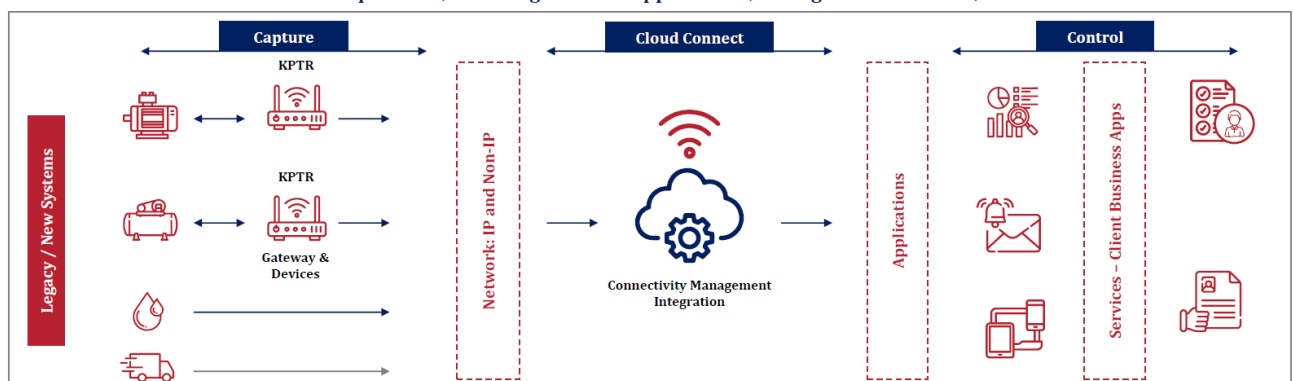 Capture
Cloud Connect
Control
KPTR
KPTR
Gateway &
Devices
Legacy / New Systems
Network: IP and Non-IP
Connectivity Management
Integration
Applications
Services – Client Business Apps